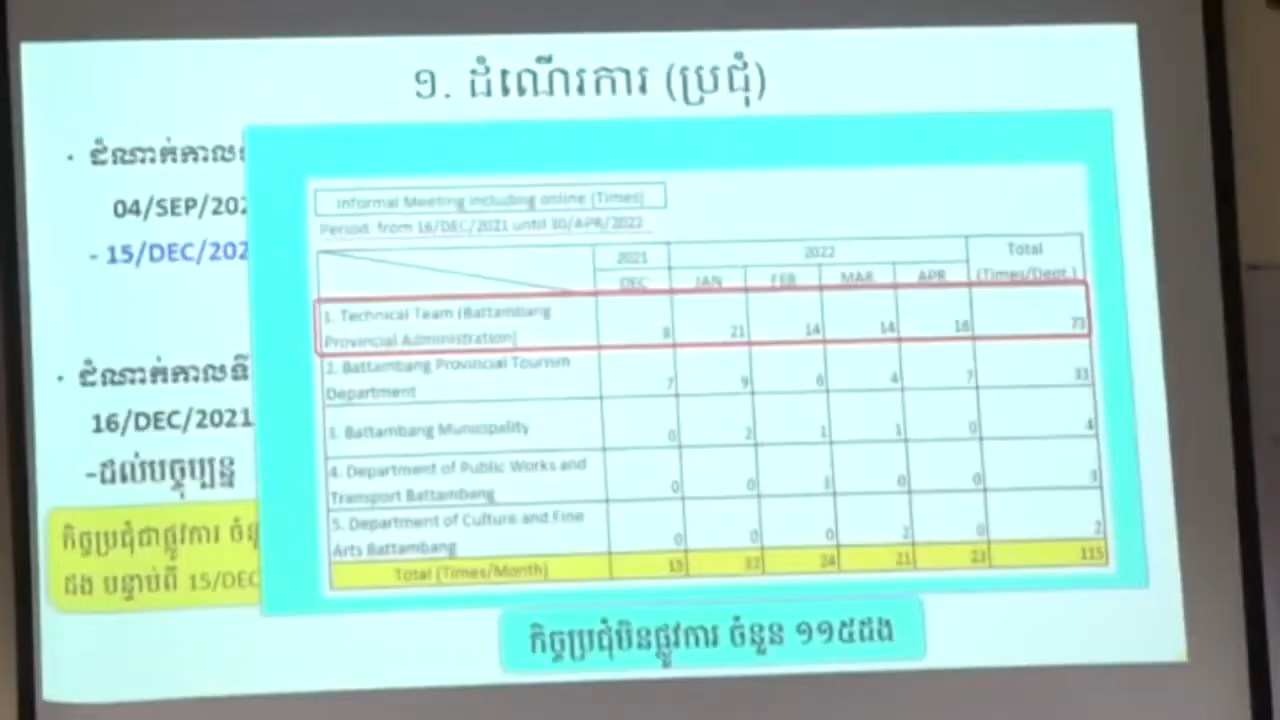 ១. ដំណើរការ (ប្រជុំ)
· ដំណាក់កាល
04/SEP/202
- 15/DEC/202
· ដំណាក់កាលទី
16/DEC/2021
-ដល់បច្ចុប្បន្ន
កិច្ចប្រជុំជាផ្លូវការ ចំនួ
ដង បន្ទាប់ពី 15/DEC
Informal Meeting including online (Times)
Period: from 16/DEC/2021 until 30/APR/2022
2021 2022 Total
DEC JAN FEB MAR APR (Times/Dept.)
1. Technical Team (Battambang
Provincial Administration) 8 21 14 14 16 73
2. Battambang Provincial Tourism
Department 7 9 6 4 7 33
3. Battambang Municipality 0 2 1 1 0 4
4. Department of Public Works and
Transport Battambang 0 0 1 0 0 3
5. Department of Culture and Fine
Arts Battambang 0 0 0 2 0 2
Total (Times/Month) 15 32 24 21 23 115
កិច្ចប្រជុំមិនផ្លូវការ ចំនួន ១១៥ដង